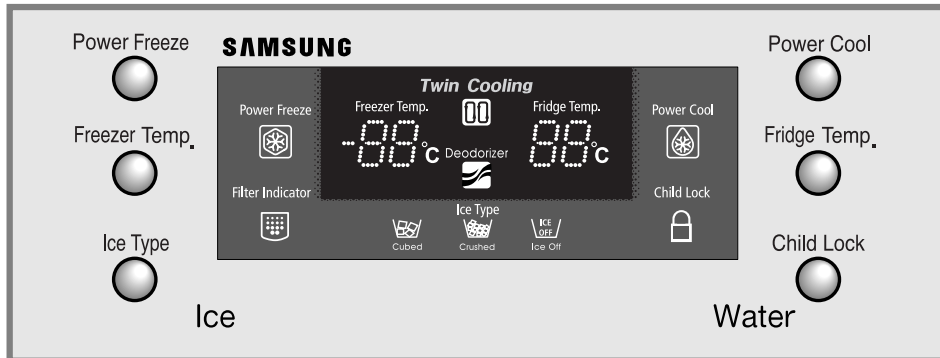 Power Freeze
SAMSUNG
Power Cool
Twin Cooling
Power Freeze
Freezer Temp.
Fridge Temp.
Power Cool
Freezer Temp.
-88°C
Deodorizer
88°C
Fridge Temp.
Filter Indicator
Child Lock
Ice Type
Ice Type
ICE
OFF
Cubed
Crushed
Ice Off
Child Lock
Ice
Water